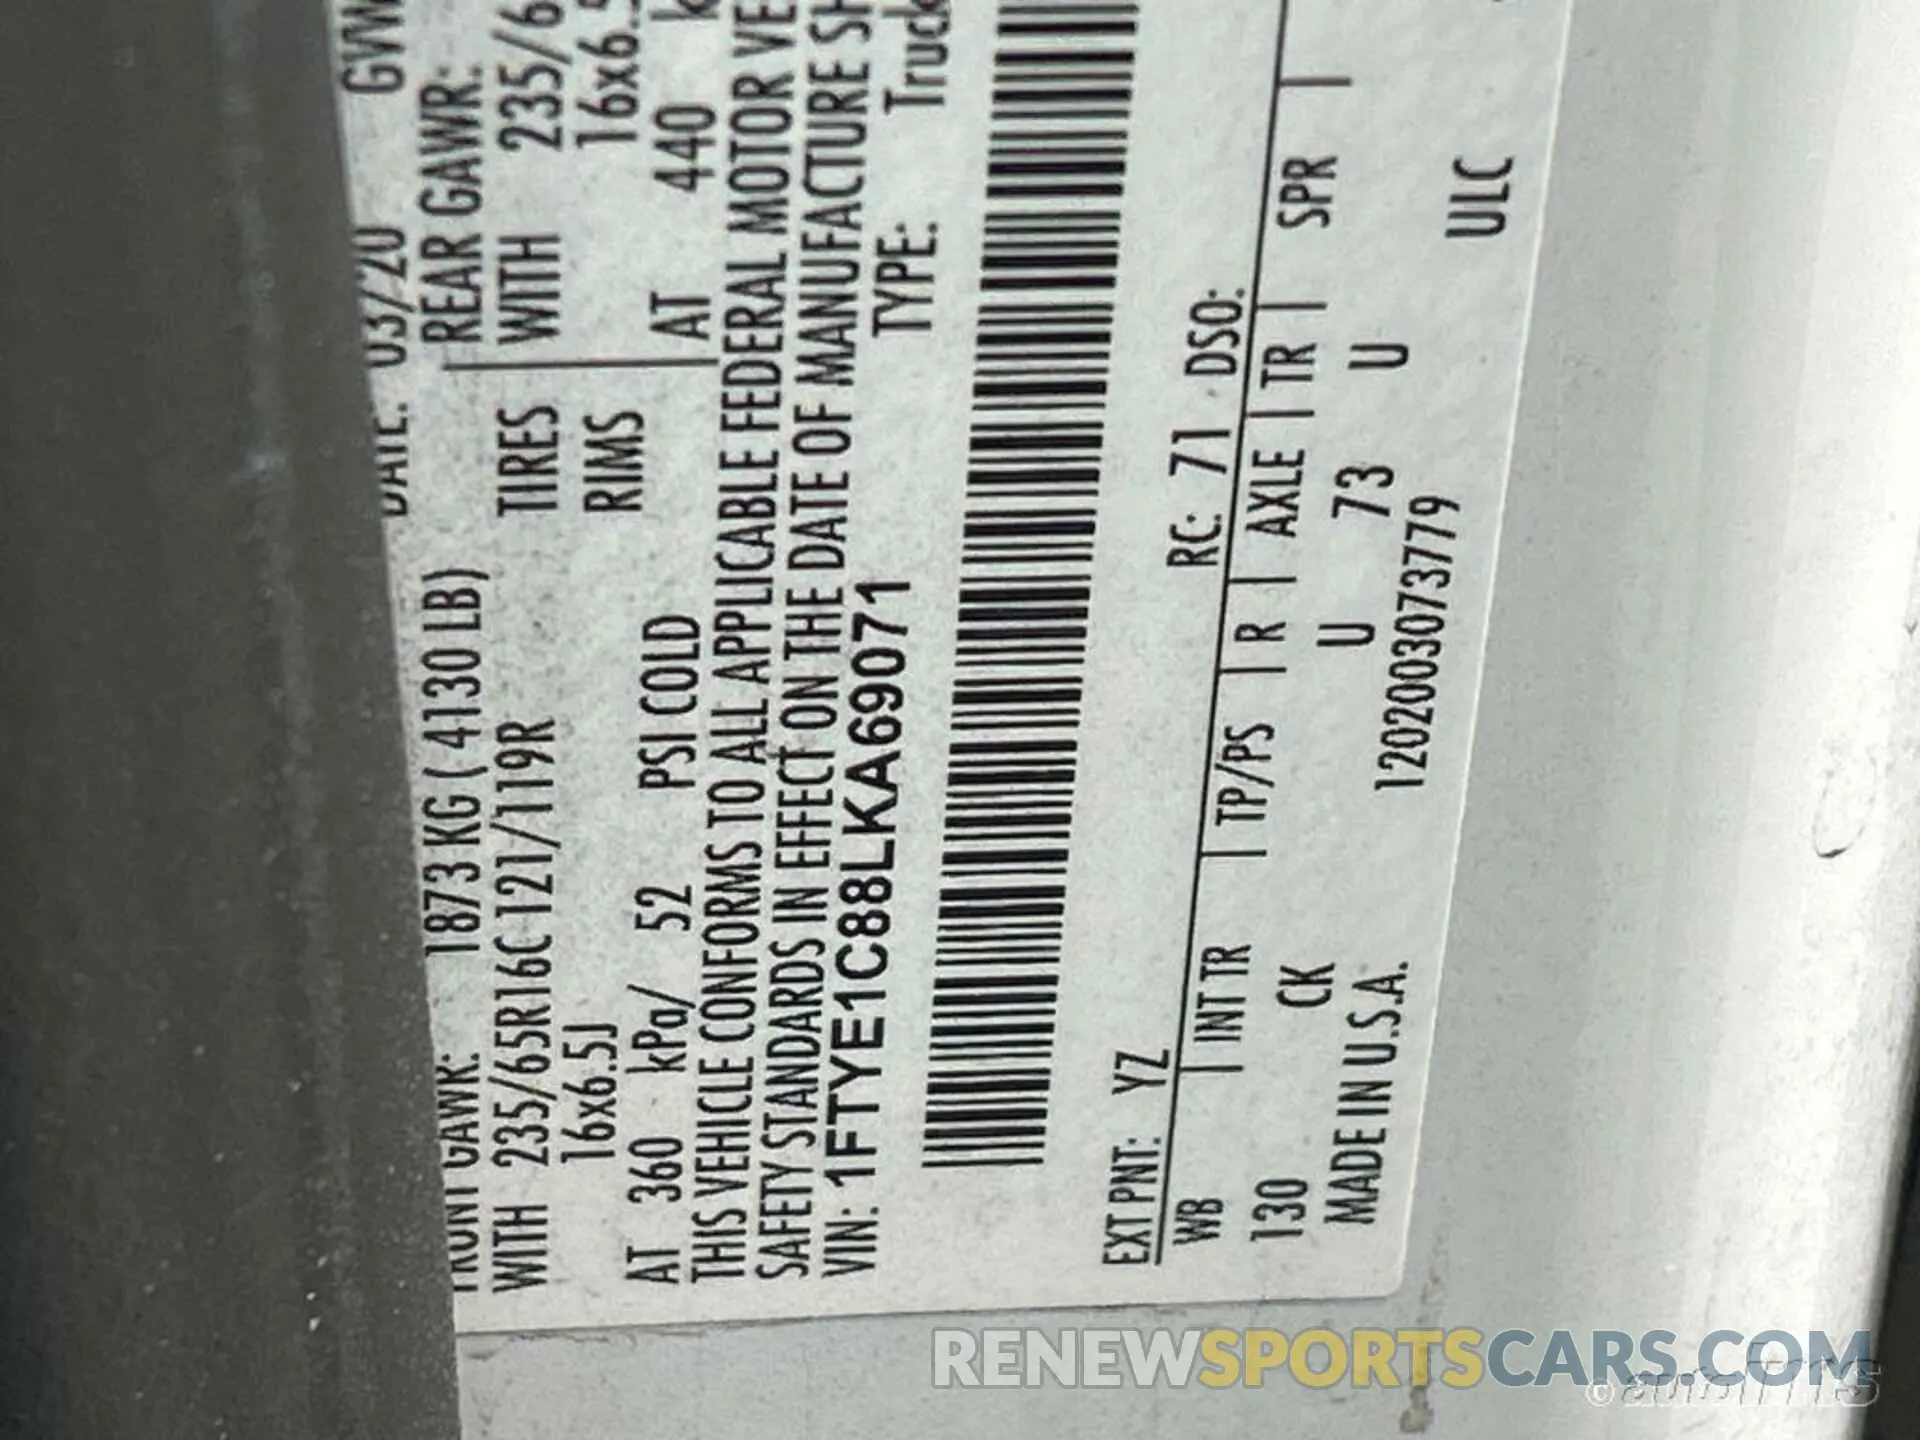 DATE: 03/20 GVW
FRONT GAWR: 1873 KG ( 4130 LB) REAR GAWR:
WITH 235/65R16C 121/119R TIRES WITH 235/6
16x6.5J RIMS 16x6.5
AT 360 kPa/ 52 PSI COLD AT 440 k
THIS VEHICLE CONFORMS TO ALL APPLICABLE FEDERAL MOTOR VE
SAFETY STANDARDS IN EFFECT ON THE DATE OF MANUFACTURE SH
VIN: 1FTYE1C88LKA69071 TYPE: Truck
EXT PNT: YZ RC: 71 DSO:
WB | INT TR | TP/PS | R | AXLE | TR | SPR |
130 CK U 73 U
MADE IN U.S.A. 120200307377​9 ULC
RENEWSPORTSCARS.COM